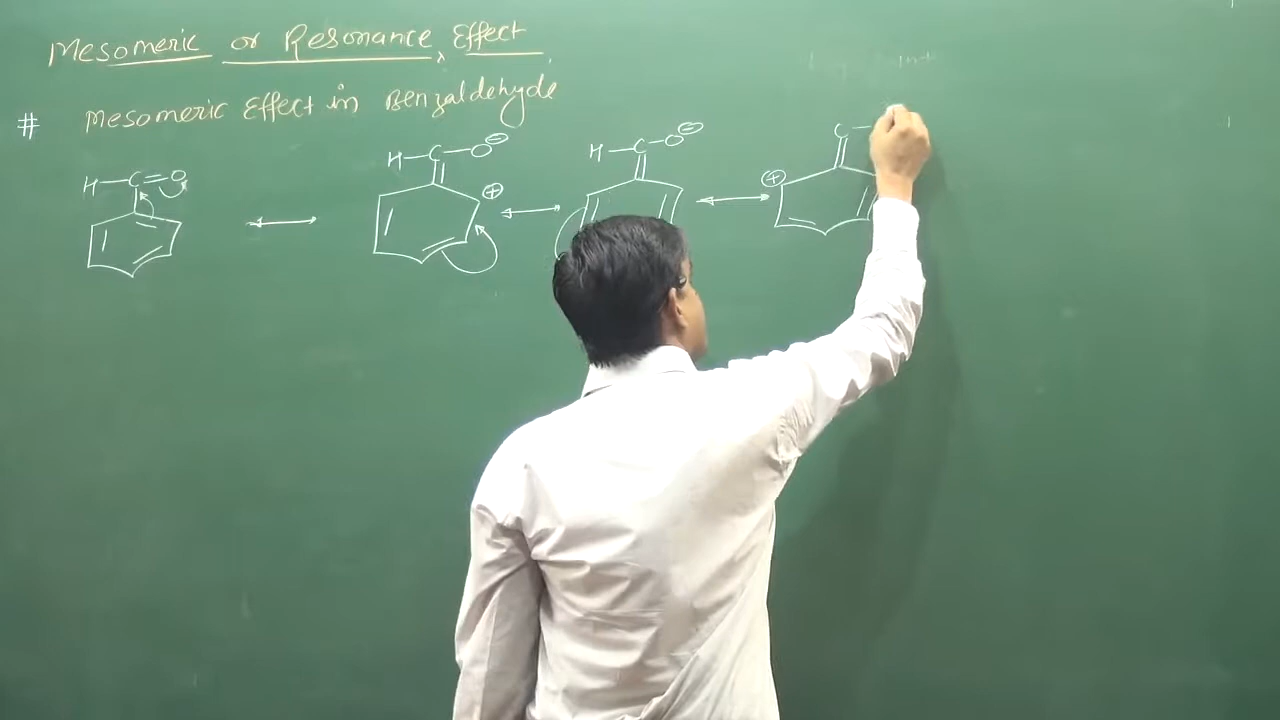 Mesomeric or Resonance Effect
# Mesomeric Effect in Benzaldehyde
H C O
H C O ⊖
⊕
H C O ⊖
C
⊕